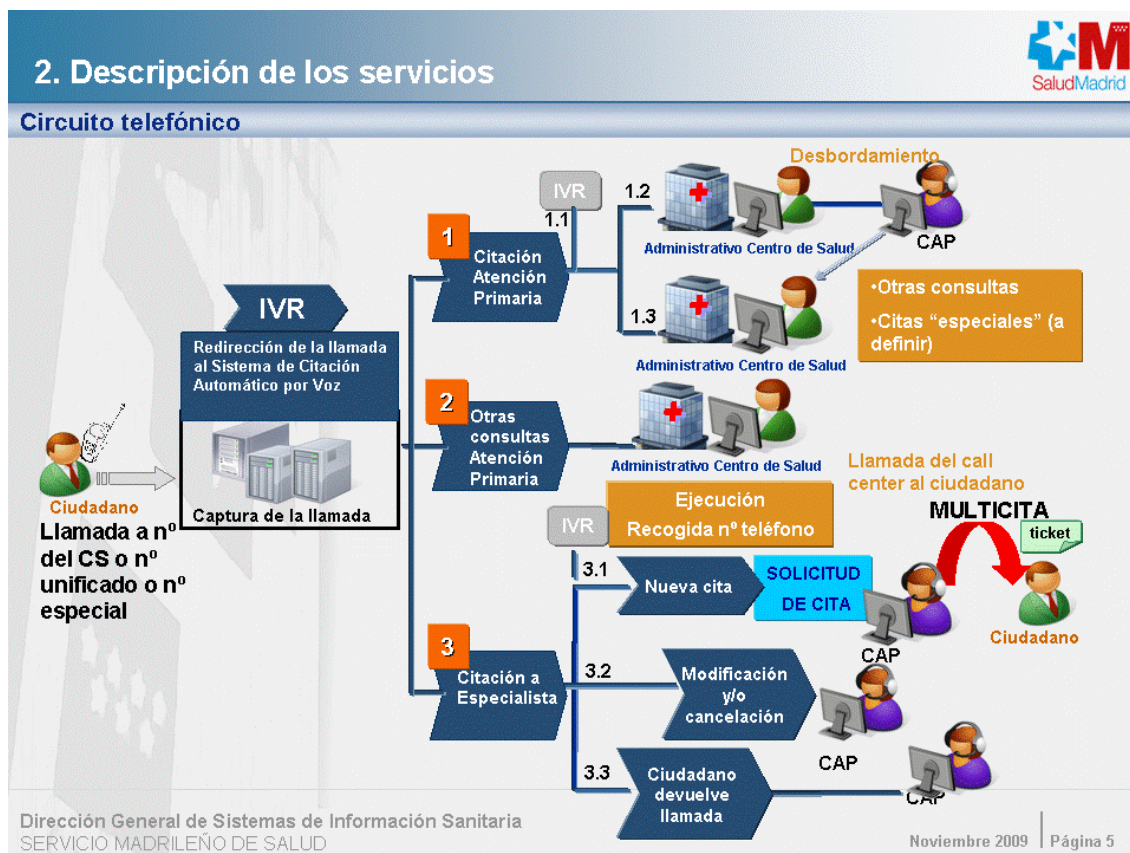 2. Descripción de los servicios
SaludMadrid
Circuito telefónico
Desbordamiento
IVR
1.1
1.2
Administrativo Centro de Salud
CAP
1
Citación
Atención
Primaria
1.3
Administrativo Centro de Salud
•Otras consultas
•Citas “especiales” (a
definir)
IVR
Redirección de la llamada
al Sistema de Citación
Automático por Voz
Captura de la llamada
Ciudadano
Llamada a nº
del CS o nº
unificado o nº
especial
2
Otras
consultas
Atención
Primaria
Administrativo Centro de Salud
Llamada del call
center al ciudadano
MULTICITA
ticket
IVR
Ejecución
Recogida nº teléfono
3.1
Nueva cita
SOLICITUD
DE CITA
CAP
Ciudadano
3
Citación a
Especialista
3.2
Modificación
y/o
cancelación
CAP
3.3
Ciudadano
devuelve
llamada
CAP
Dirección General de Sistemas de Información Sanitaria
SERVICIO MADRILEÑO DE SALUD
Noviembre 2009
Página 5